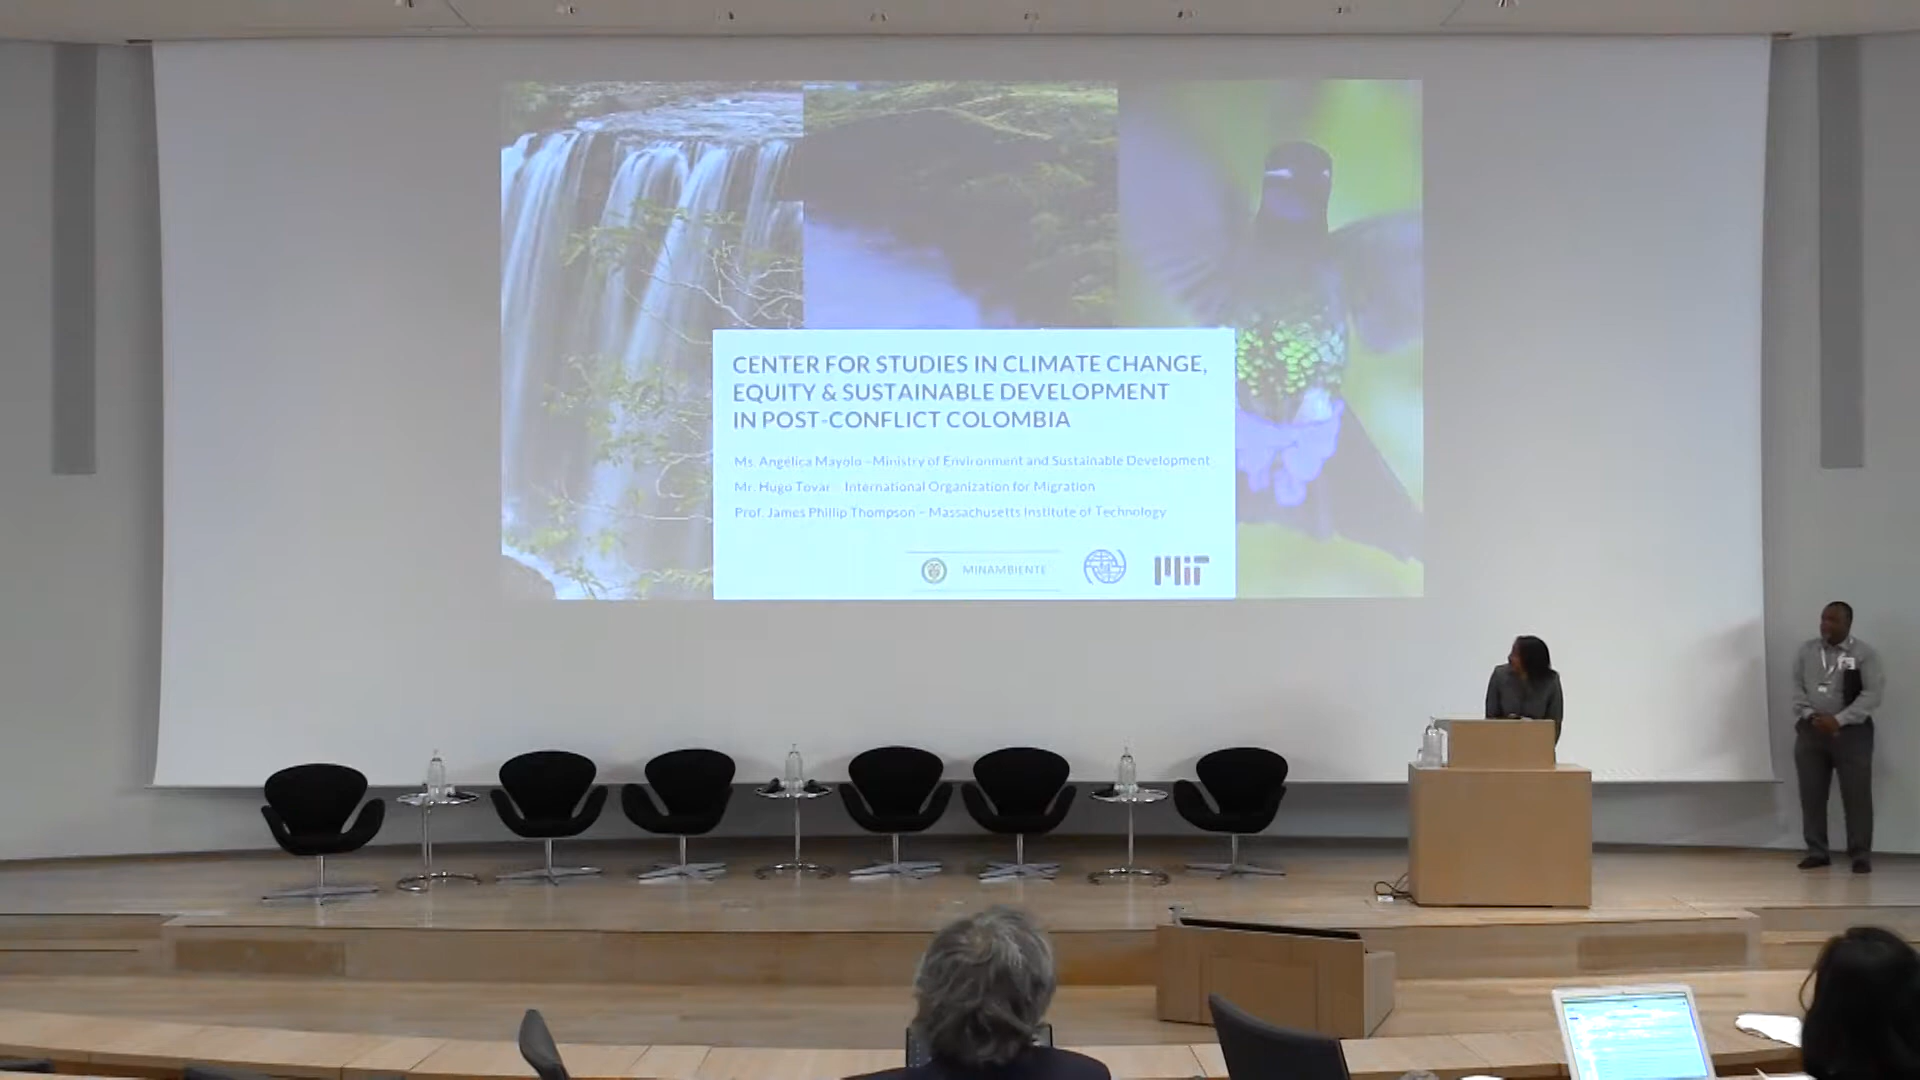 CENTER FOR STUDIES IN CLIMATE CHANGE,
EQUITY & SUSTAINABLE DEVELOPMENT
IN POST-CONFLICT COLOMBIA
Ms. Angélica Mayolo - Ministry of Environment and Sustainable Development
Mr. Hugo Tovar - International Organization for Migration
Prof. James Phillip Thompson – Massachusetts Institute of Technology
MINAMBIENTE
MIT